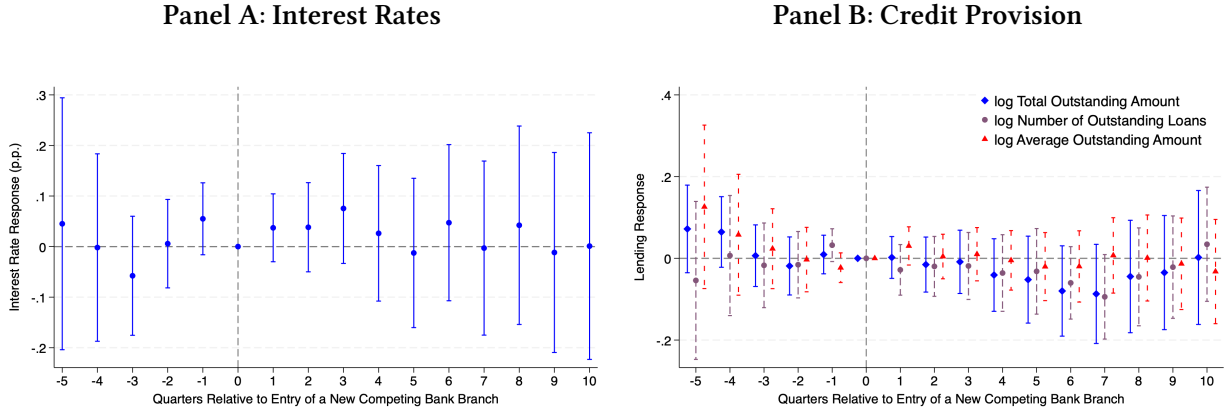 Panel A: Interest Rates
Interest Rate Response (p.p.)
.3
.2
.1
0
-.1
-.2
-5 -4 -3 -2 -1 0 1 2 3 4 5 6 7 8 9 10
Quarters Relative to Entry of a New Competing Bank Branch
Panel B: Credit Provision
Lending Response
.4
.2
0
-.2
log Total Outstanding Amount
log Number of Outstanding Loans
log Average Outstanding Amount
-5 -4 -3 -2 -1 0 1 2 3 4 5 6 7 8 9 10
Quarters Relative to Entry of a New Competing Bank Branch